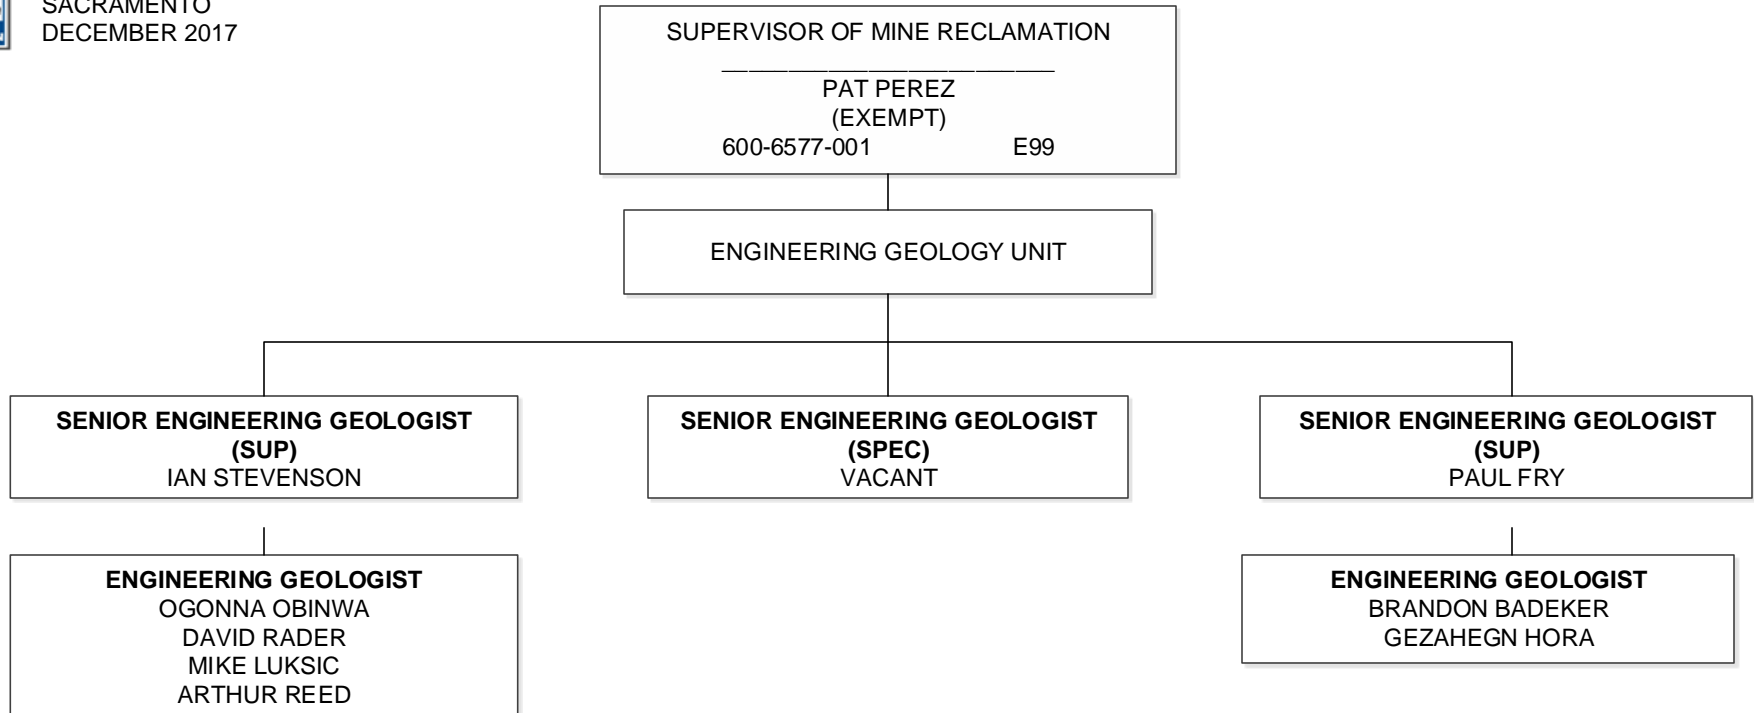 SACRAMENTO
DECEMBER 2017
SUPERVISOR OF MINE RECLAMATION
PAT PEREZ
(EXEMPT)
600-6577-001 E99
ENGINEERING GEOLOGY UNIT
SENIOR ENGINEERING GEOLOGIST
(SUP)
IAN STEVENSON
SENIOR ENGINEERING GEOLOGIST
(SPEC)
VACANT
SENIOR ENGINEERING GEOLOGIST
(SUP)
PAUL FRY
ENGINEERING GEOLOGIST
OGONNA OBINWA
DAVID RADER
MIKE LUKSIC
ARTHUR REED
ENGINEERING GEOLOGIST
BRANDON BADEKER
GEZAHEGN HORA